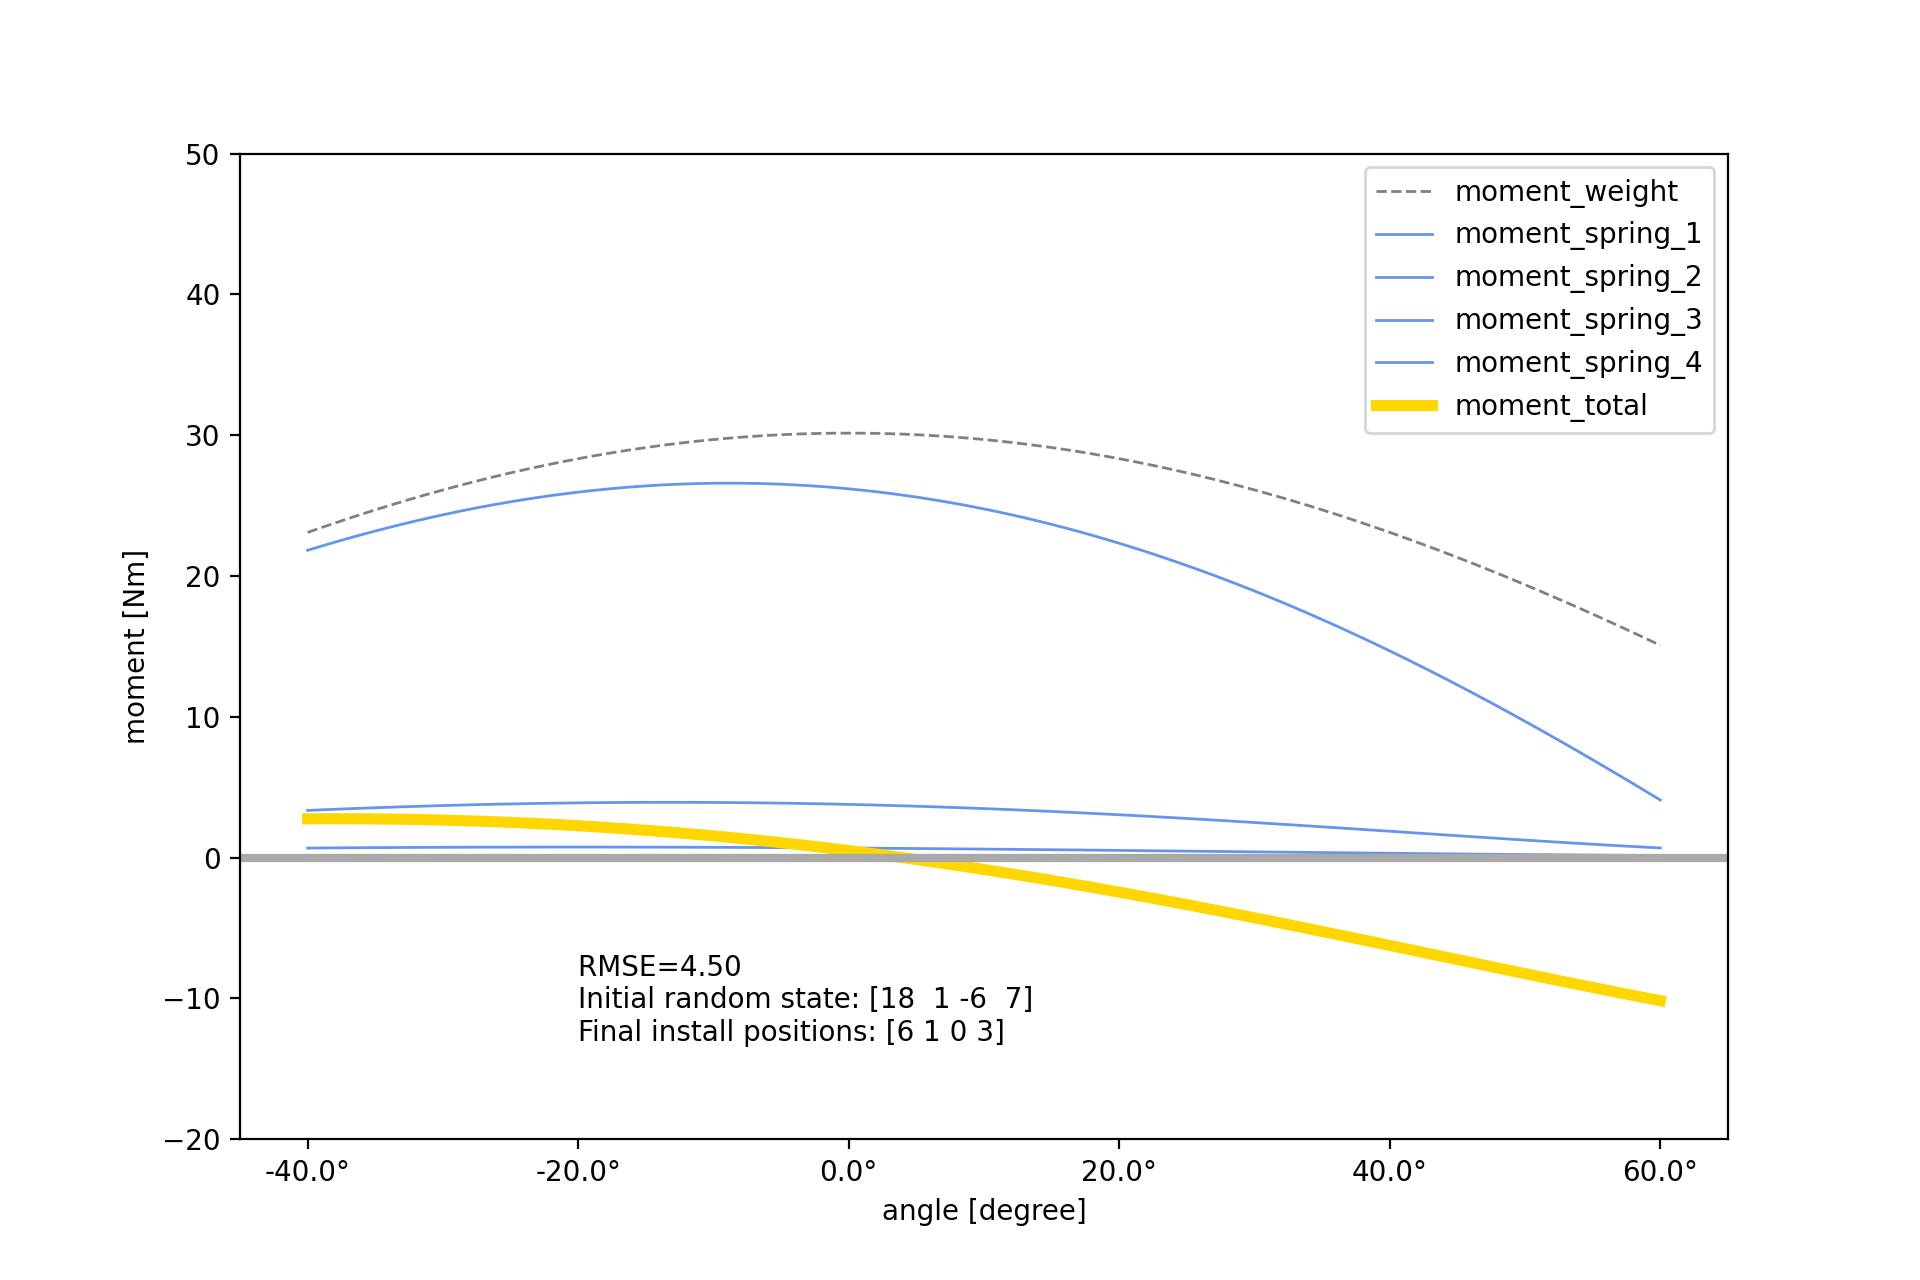 50
40
30
20
10
0
−10
−20
moment [Nm]
moment_weight
moment_spring_1
moment_spring_2
moment_spring_3
moment_spring_4
moment_total
RMSE=4.50
Initial random state: [18  1 -6  7]
Final install positions: [6 1 0 3]
-40.0° -20.0° 0.0° 20.0° 40.0° 60.0°
angle [degree]